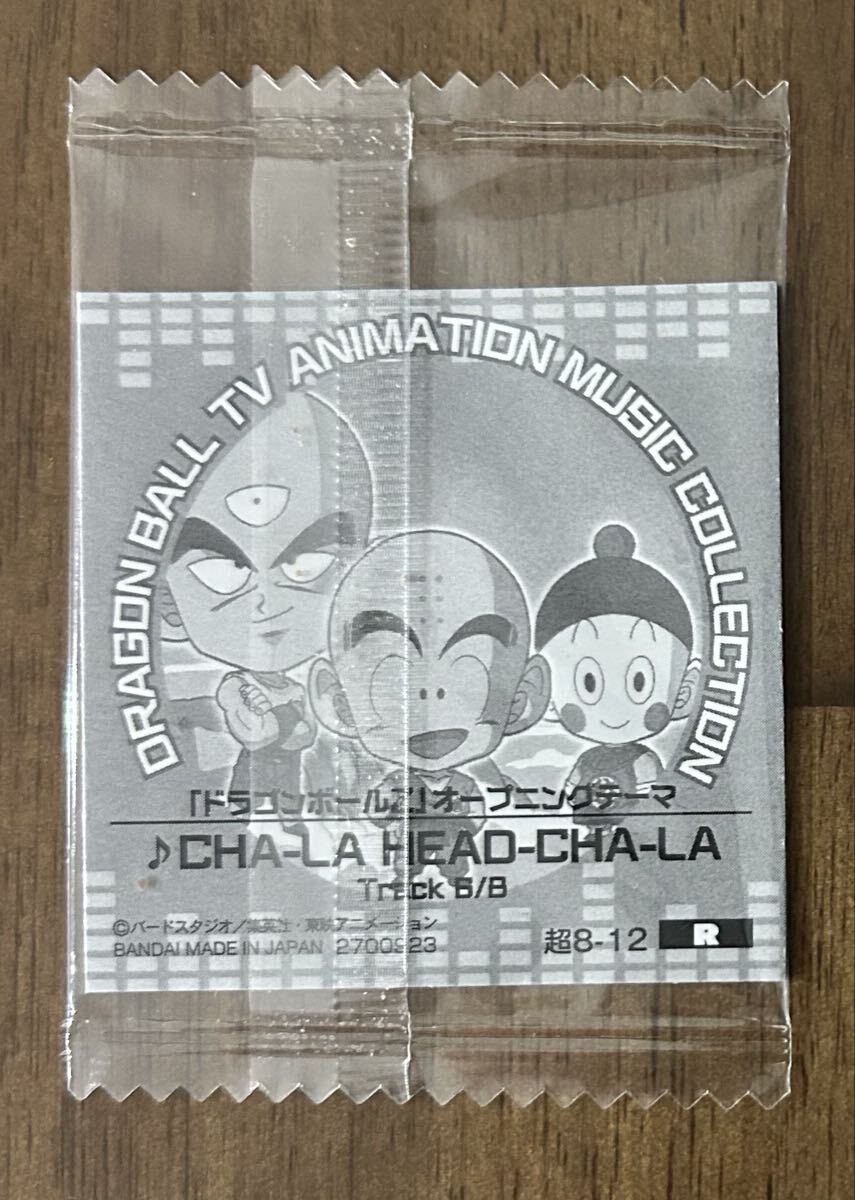 DRAGON BALL TV ANIMATION MUSIC COLLECTION
「ドラゴンボールZ」オープニングテーマ
♪CHA-LA HEAD-CHA-LA
Track 6/8
©バードスタジオ/集英社・東映アニメーション
BANDAI MADE IN JAPAN 2700923
超8-12 R